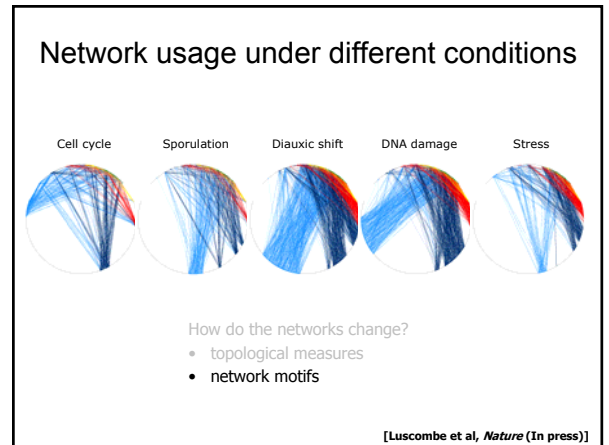 Network usage under different conditions
Cell cycle Sporulation Diauxic shift DNA damage Stress
How do the networks change?
• topological measures
• network motifs
[Luscombe et al, Nature (In press)]